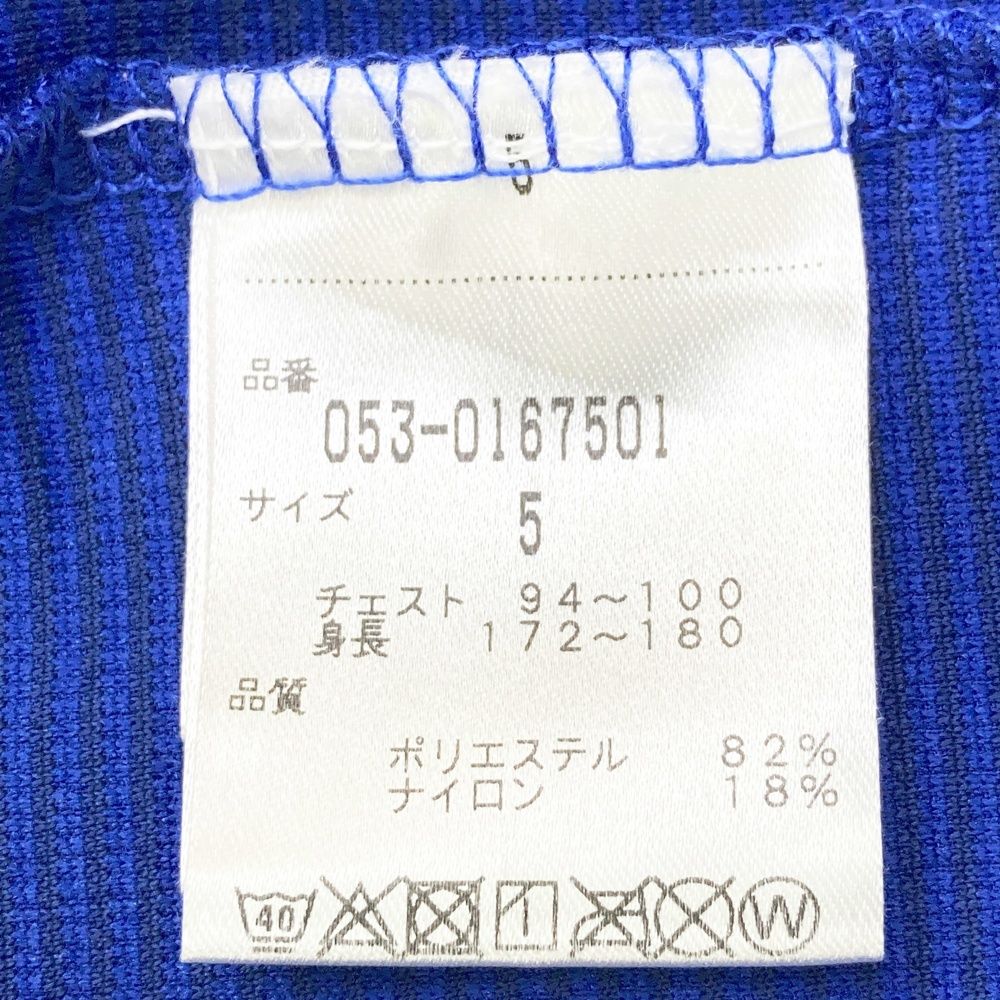 5
品番
053-0167501
サイズ 5
チェスト 94～100
身長 172～180
品質
ポリエステル 82%
ナイロン 18%
40 W